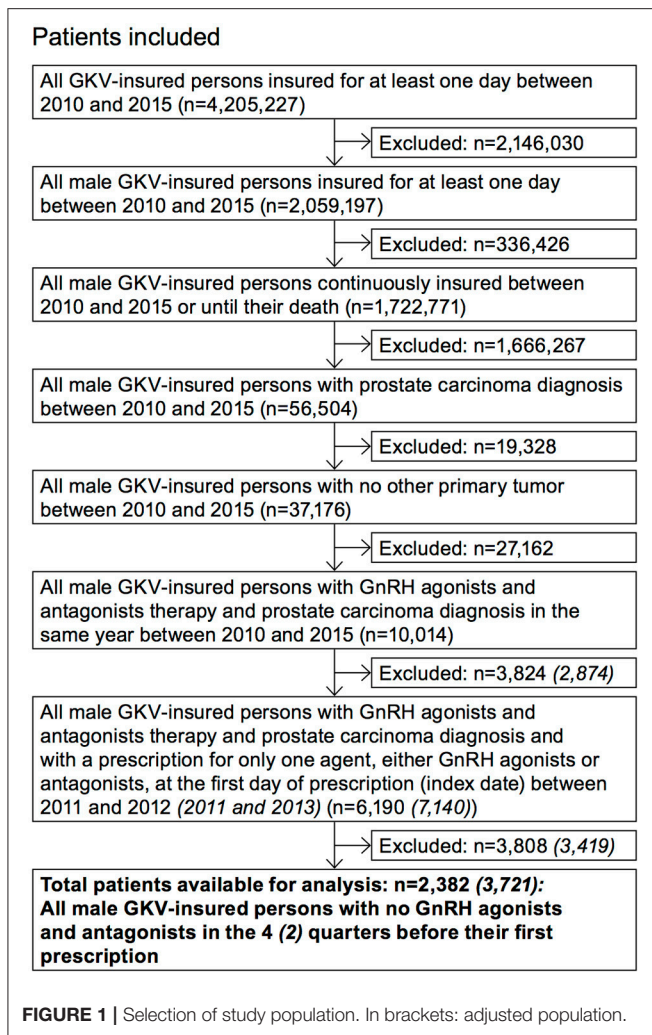 Patients included
All GKV-insured persons insured for at least one day between
2010 and 2015 (n=4,205,227)
Excluded: n=2,146,030
All male GKV-insured persons insured for at least one day
between 2010 and 2015 (n=2,059,197)
Excluded: n=336,426
All male GKV-insured persons continuously insured between
2010 and 2015 or until their death (n=1,722,771)
Excluded: n=1,666,267
All male GKV-insured persons with prostate carcinoma diagnosis
between 2010 and 2015 (n=56,504)
Excluded: n=19,328
All male GKV-insured persons with no other primary tumor
between 2010 and 2015 (n=37,176)
Excluded: n=27,162
All male GKV-insured persons with GnRH agonists and
antagonists therapy and prostate carcinoma diagnosis in the
same year between 2010 and 2015 (n=10,014)
Excluded: n=3,824 (2,874)
All male GKV-insured persons with GnRH agonists and
antagonists therapy and prostate carcinoma diagnosis and
with a prescription for only one agent, either GnRH agonists or
antagonists, at the first day of prescription (index date) between
2011 and 2012 (2011 and 2013) (n=6,190 (7,140))
Excluded: n=3,808 (3,419)
Total patients available for analysis: n=2,382 (3,721):
All male GKV-insured persons with no GnRH agonists
and antagonists in the 4 (2) quarters before their first
prescription
FIGURE 1 | Selection of study population. In brackets: adjusted population.